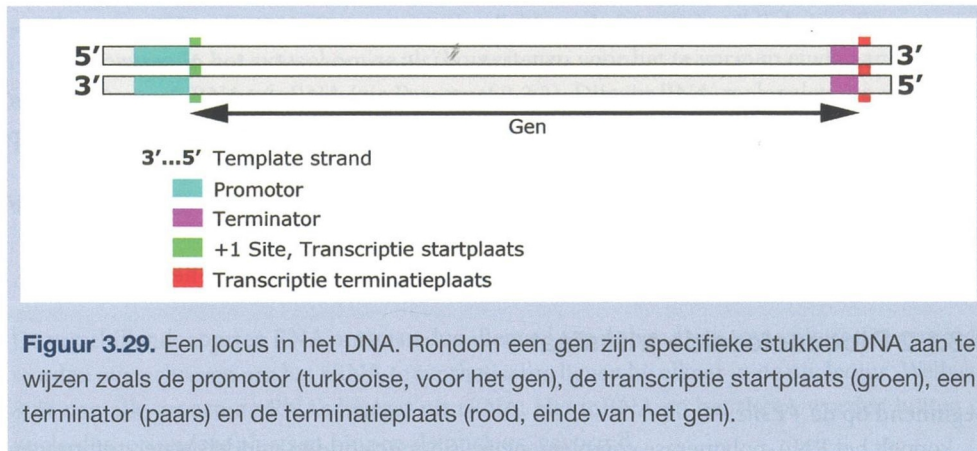 5′ 3′
3′ 5′
Gen
3′...5′ Template strand
Promotor
Terminator
+1 Site, Transcriptie startplaats
Transcriptie terminatieplaats
Figuur 3.29. Een locus in het DNA. Rondom een gen zijn specifieke stukken DNA aan te
wijzen zoals de promotor (turkooise, voor het gen), de transcriptie startplaats (groen), een
terminator (paars) en de terminatieplaats (rood, einde van het gen).